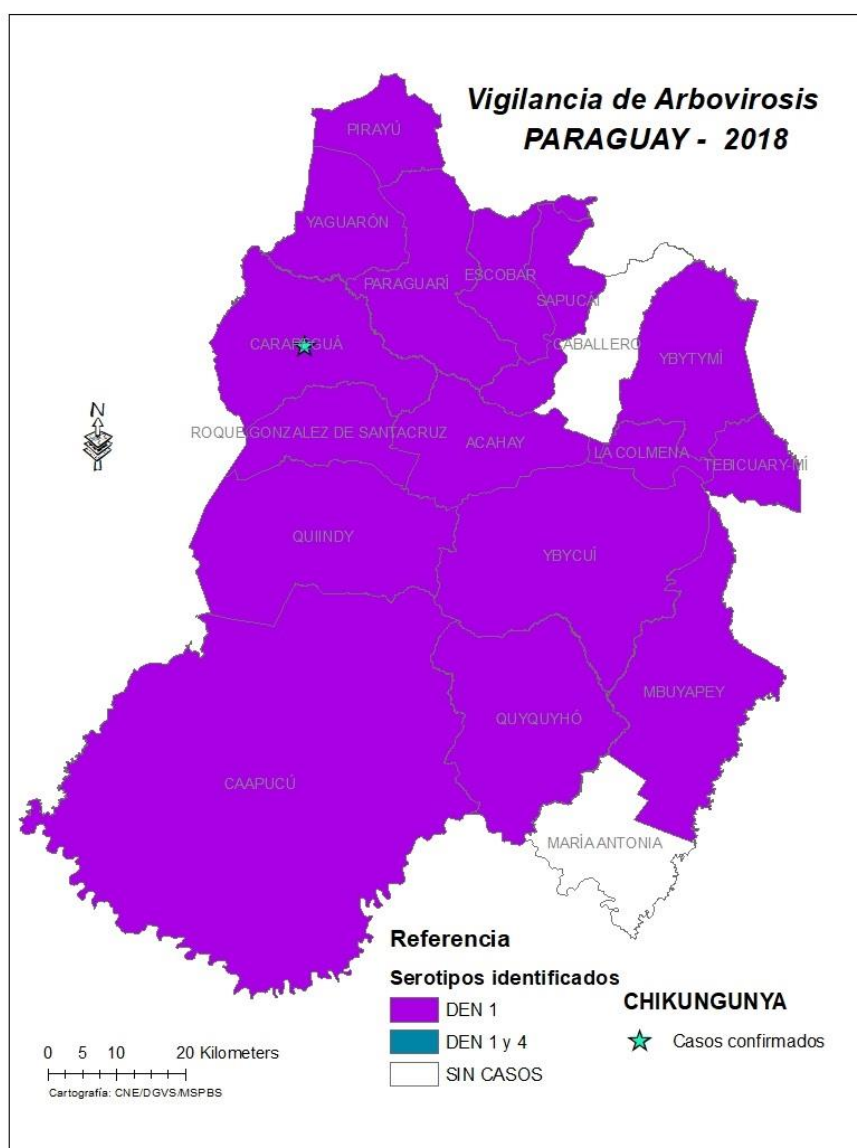 Vigilancia de Arbovirosis
PARAGUAY - 2018
PIRAYÚ
YAGUARÓN
PARAGUARÍ
ESCOBAR
SAPUCÁI
CABALLERO
YBYTYMÍ
CARAPEGUÁ
N
ROQUE GONZALEZ DE SANTACRUZ
ACAHAY
LA COLMENA
TEBICUARY-MÍ
QUIINDY
YBYCUÍ
MBUYAPEY
QUYQUYHÓ
CAAPUCÚ
MARÍA ANTONIA
Referencia
Serotipos identificados
DEN 1
DEN 1 y 4
SIN CASOS
CHIKUNGUNYA
Casos confirmados
0 5 10 20 Kilometers
Cartografía: CNE/DGVS/MSPBS